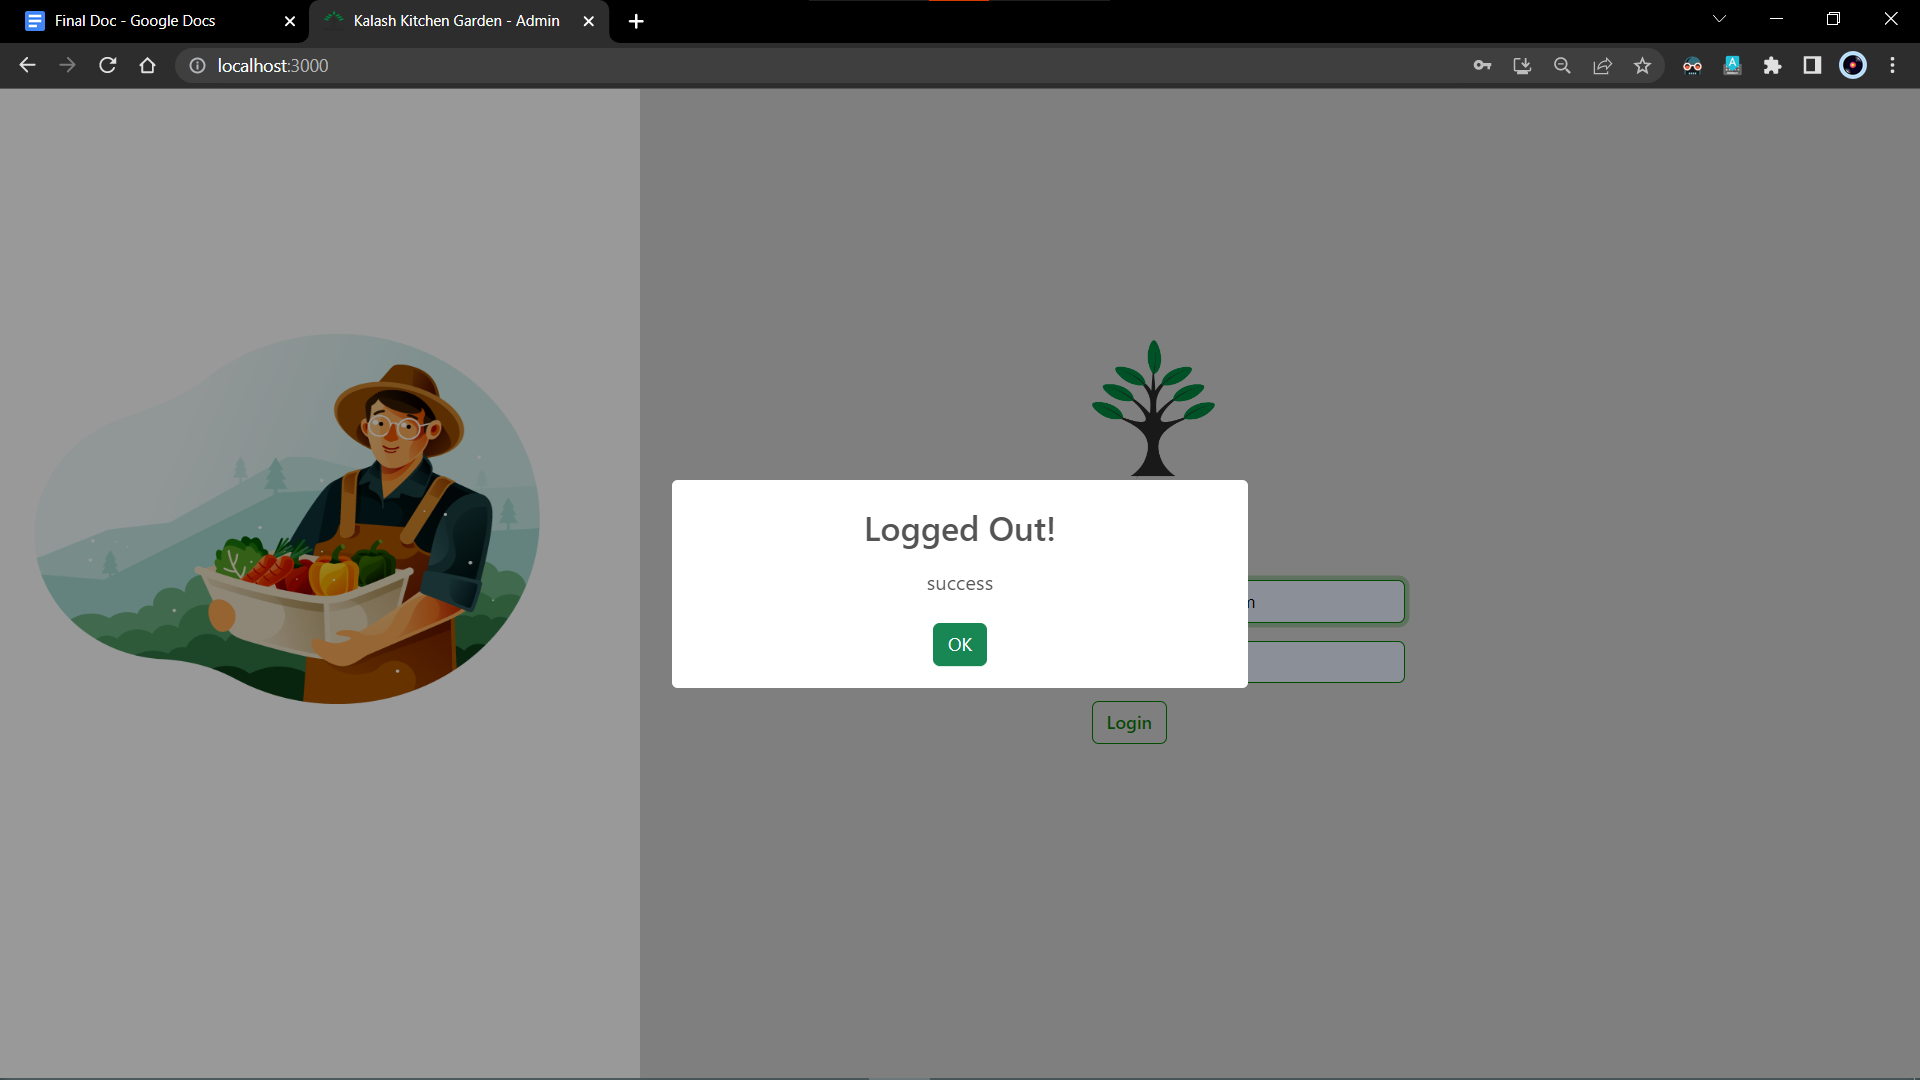 Final Doc - Google Docs
Kalash Kitchen Garden - Admin
localhost:3000
Logged Out!
success
OK
Login